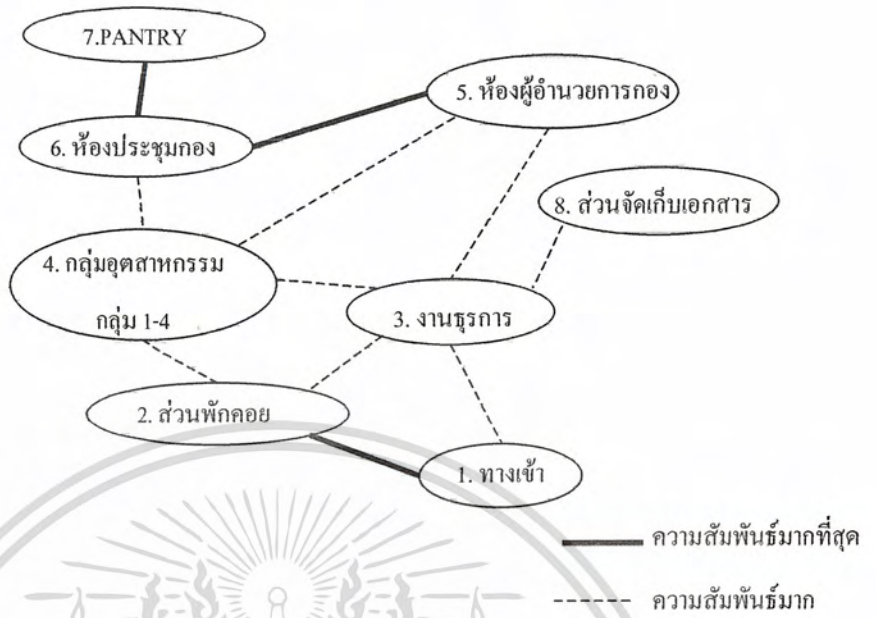 7.PANTRY
5. ห้องผู้อำนวยการกอง
6. ห้องประชุมกอง
8. ส่วนจัดเก็บเอกสาร
4. กลุ่มอุตสาหกรรม
กลุ่ม 1-4
3. งานธุรการ
2. ส่วนพักคอย
1. ทางเข้า
ความสัมพันธ์มากที่สุด
ความสัมพันธ์มาก